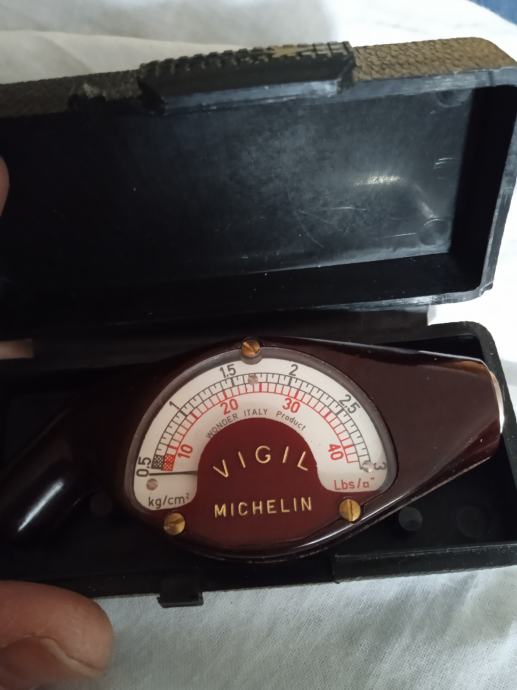 0.5 1 1.5 2 2.5 3
10 20 30 40
WONDER ITALY Product
kg/cm² Lbs/□"
VIGIL
MICHELIN